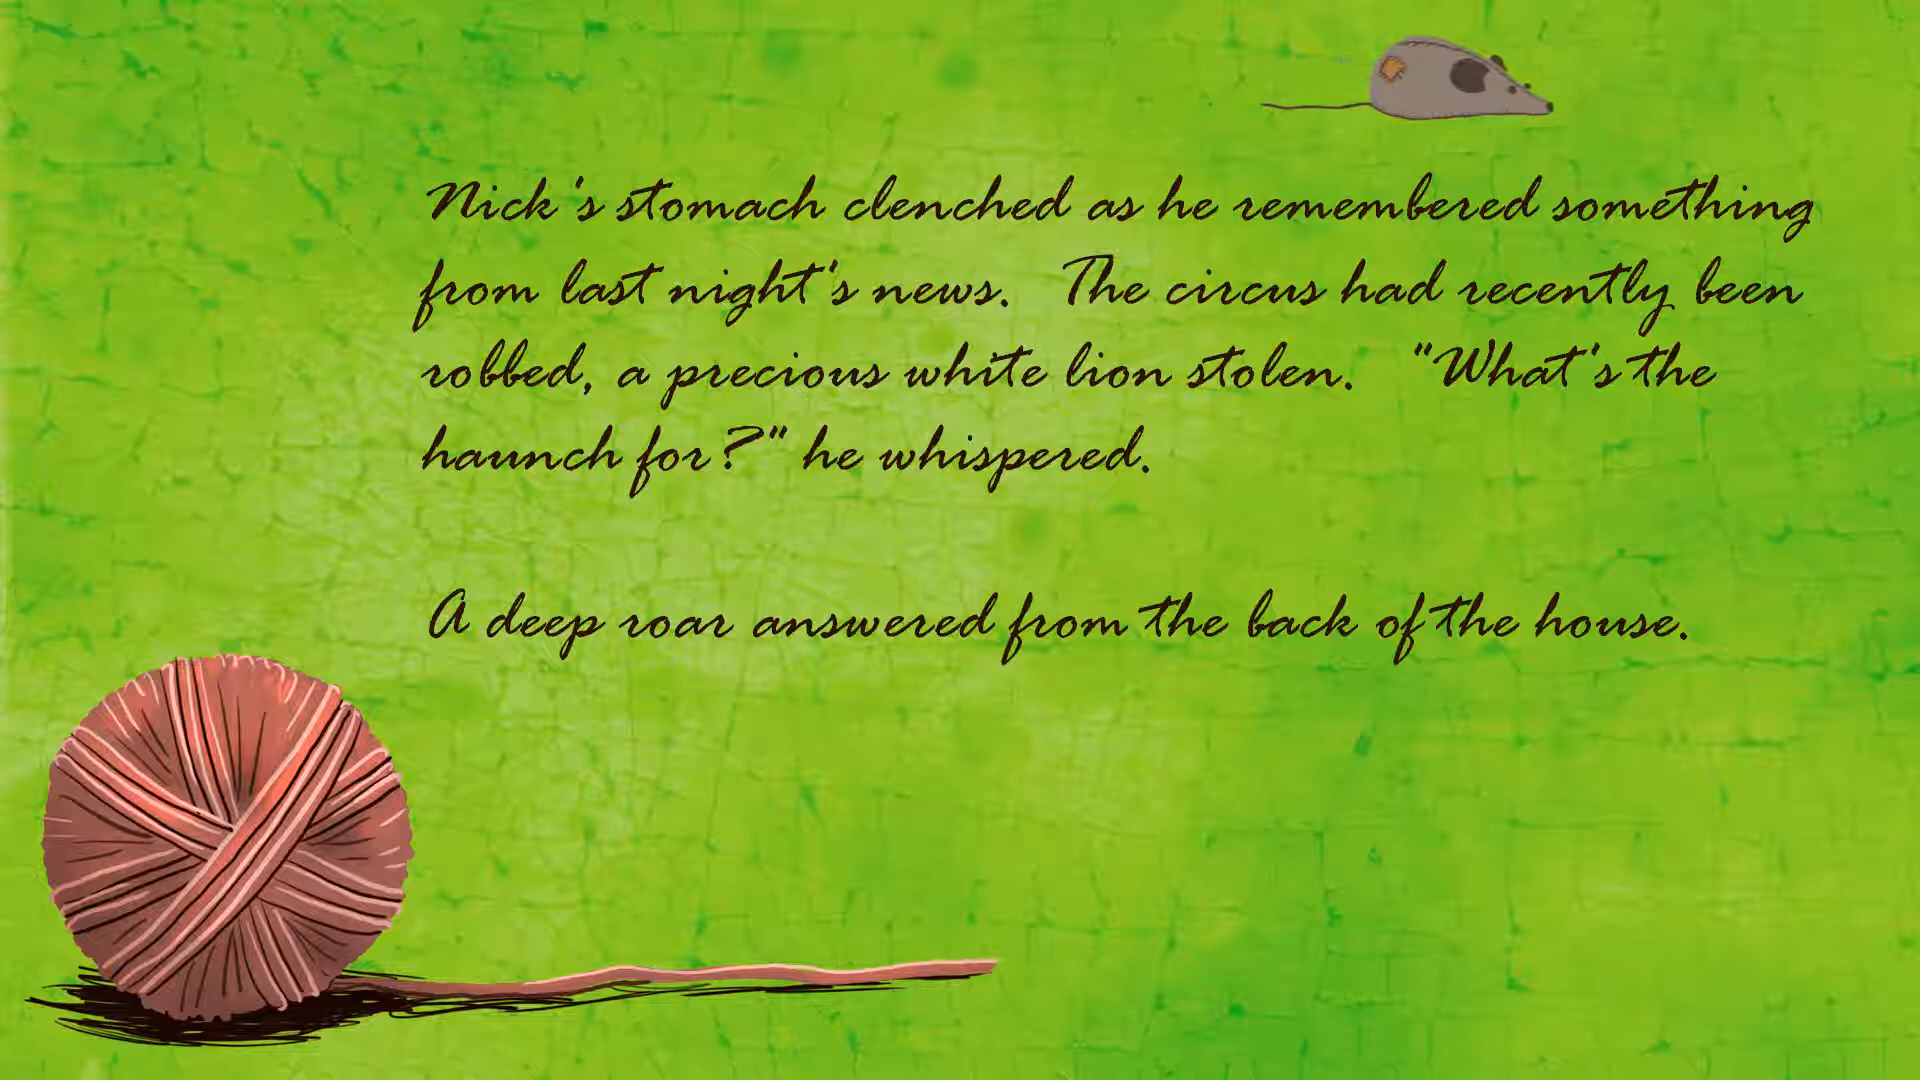 Nick's stomach clenched as he remembered something
from last night's news. The circus had recently been
robbed, a precious white lion stolen. "What's the
haunch for?" he whispered.
A deep roar answered from the back of the house.